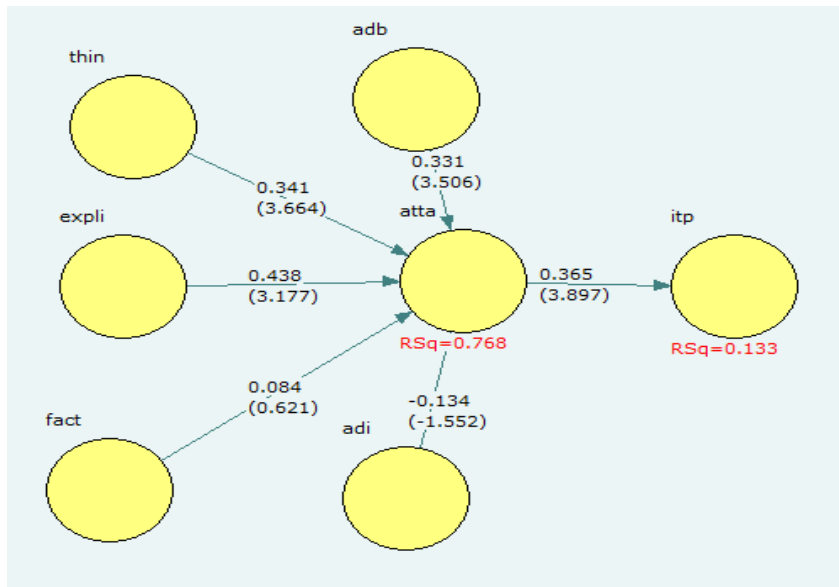 adb
thin
0.331
(3.506)
0.341
(3.664)
atta
expli
itp
0.438
(3.177)
0.365
(3.897)
RSq=0.768
RSq=0.133
0.084
(0.621)
-0.134
(-1.552)
fact
adi